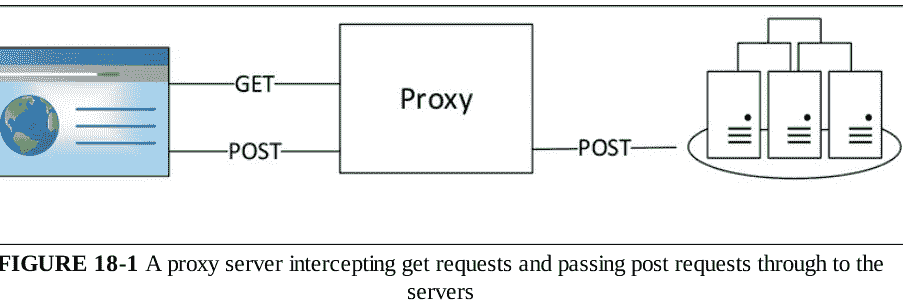 GET
Proxy
POST
POST
FIGURE 18-1 A proxy server intercepting get requests and passing post requests through to the
servers